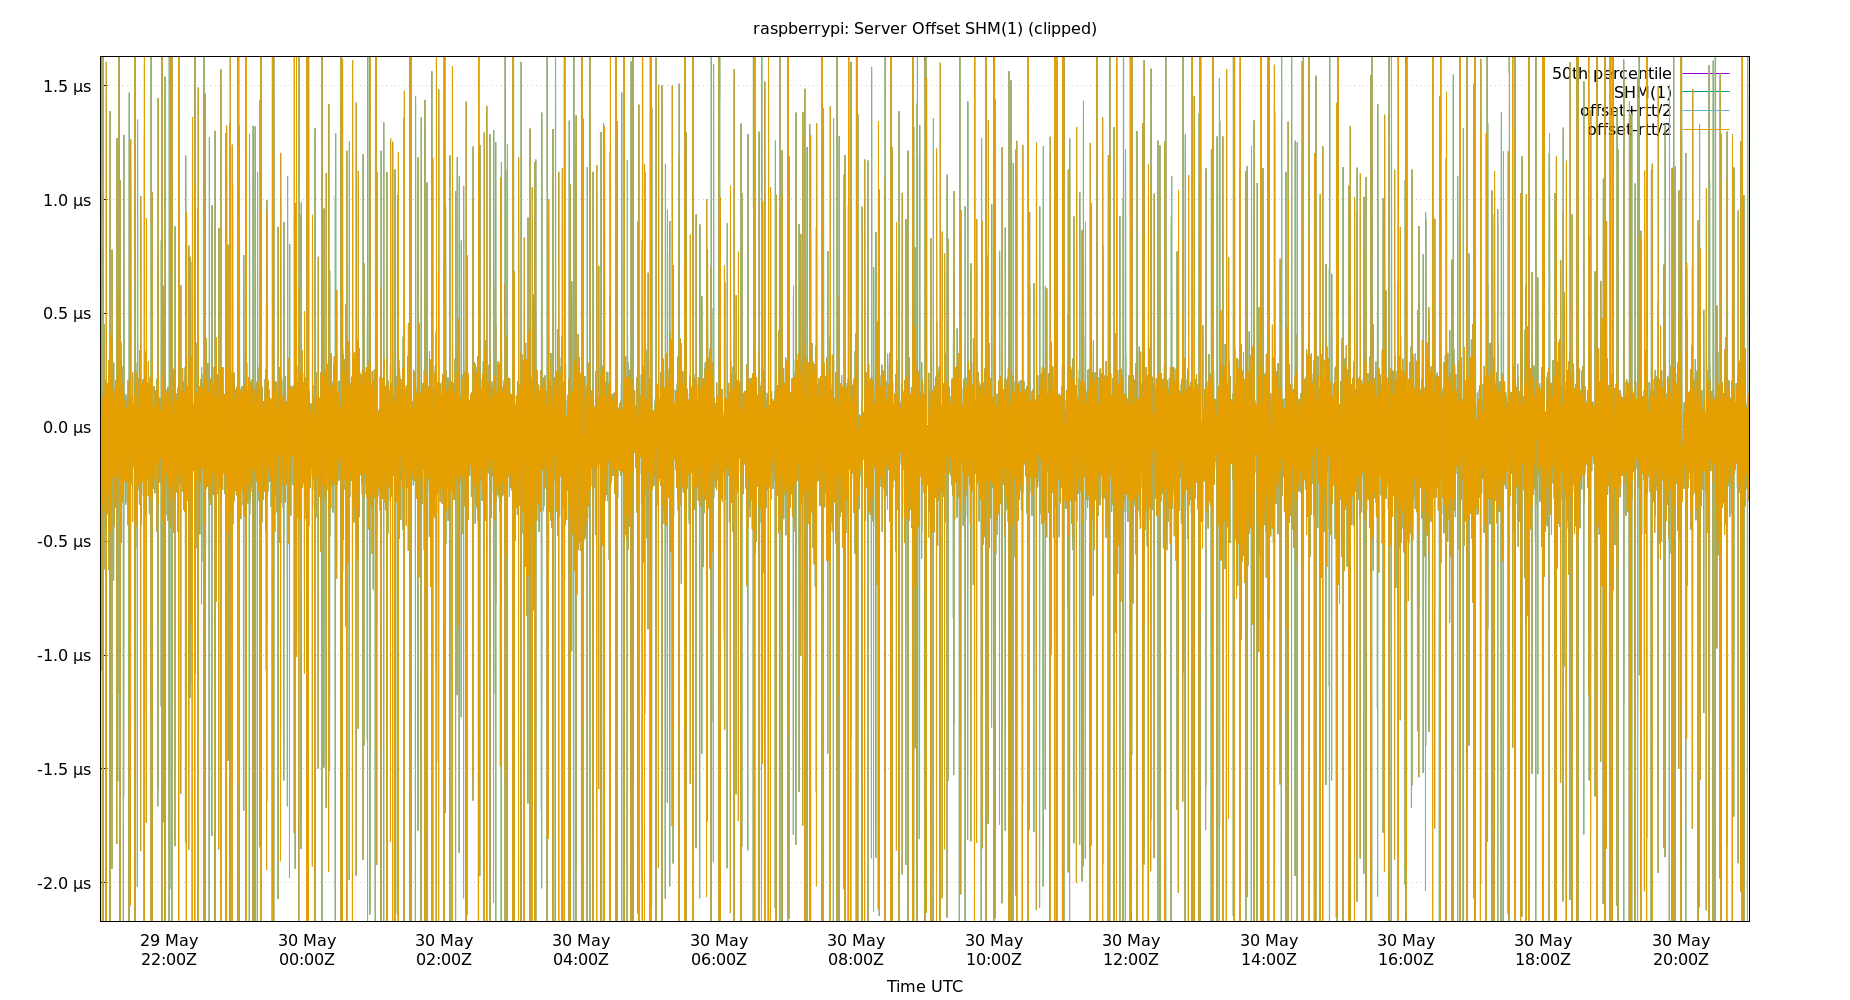 raspberrypi: Server Offset SHM(1) (clipped)
50th percentile
SHM(1)
offset+rtt/2
offset-rtt/2
1.5 µs
1.0 µs
0.5 µs
0.0 µs
-0.5 µs
-1.0 µs
-1.5 µs
-2.0 µs
29 May 30 May 30 May 30 May 30 May 30 May 30 May 30 May 30 May 30 May 30 May 30 May
22:00Z 00:00Z 02:00Z 04:00Z 06:00Z 08:00Z 10:00Z 12:00Z 14:00Z 16:00Z 18:00Z 20:00Z
Time UTC